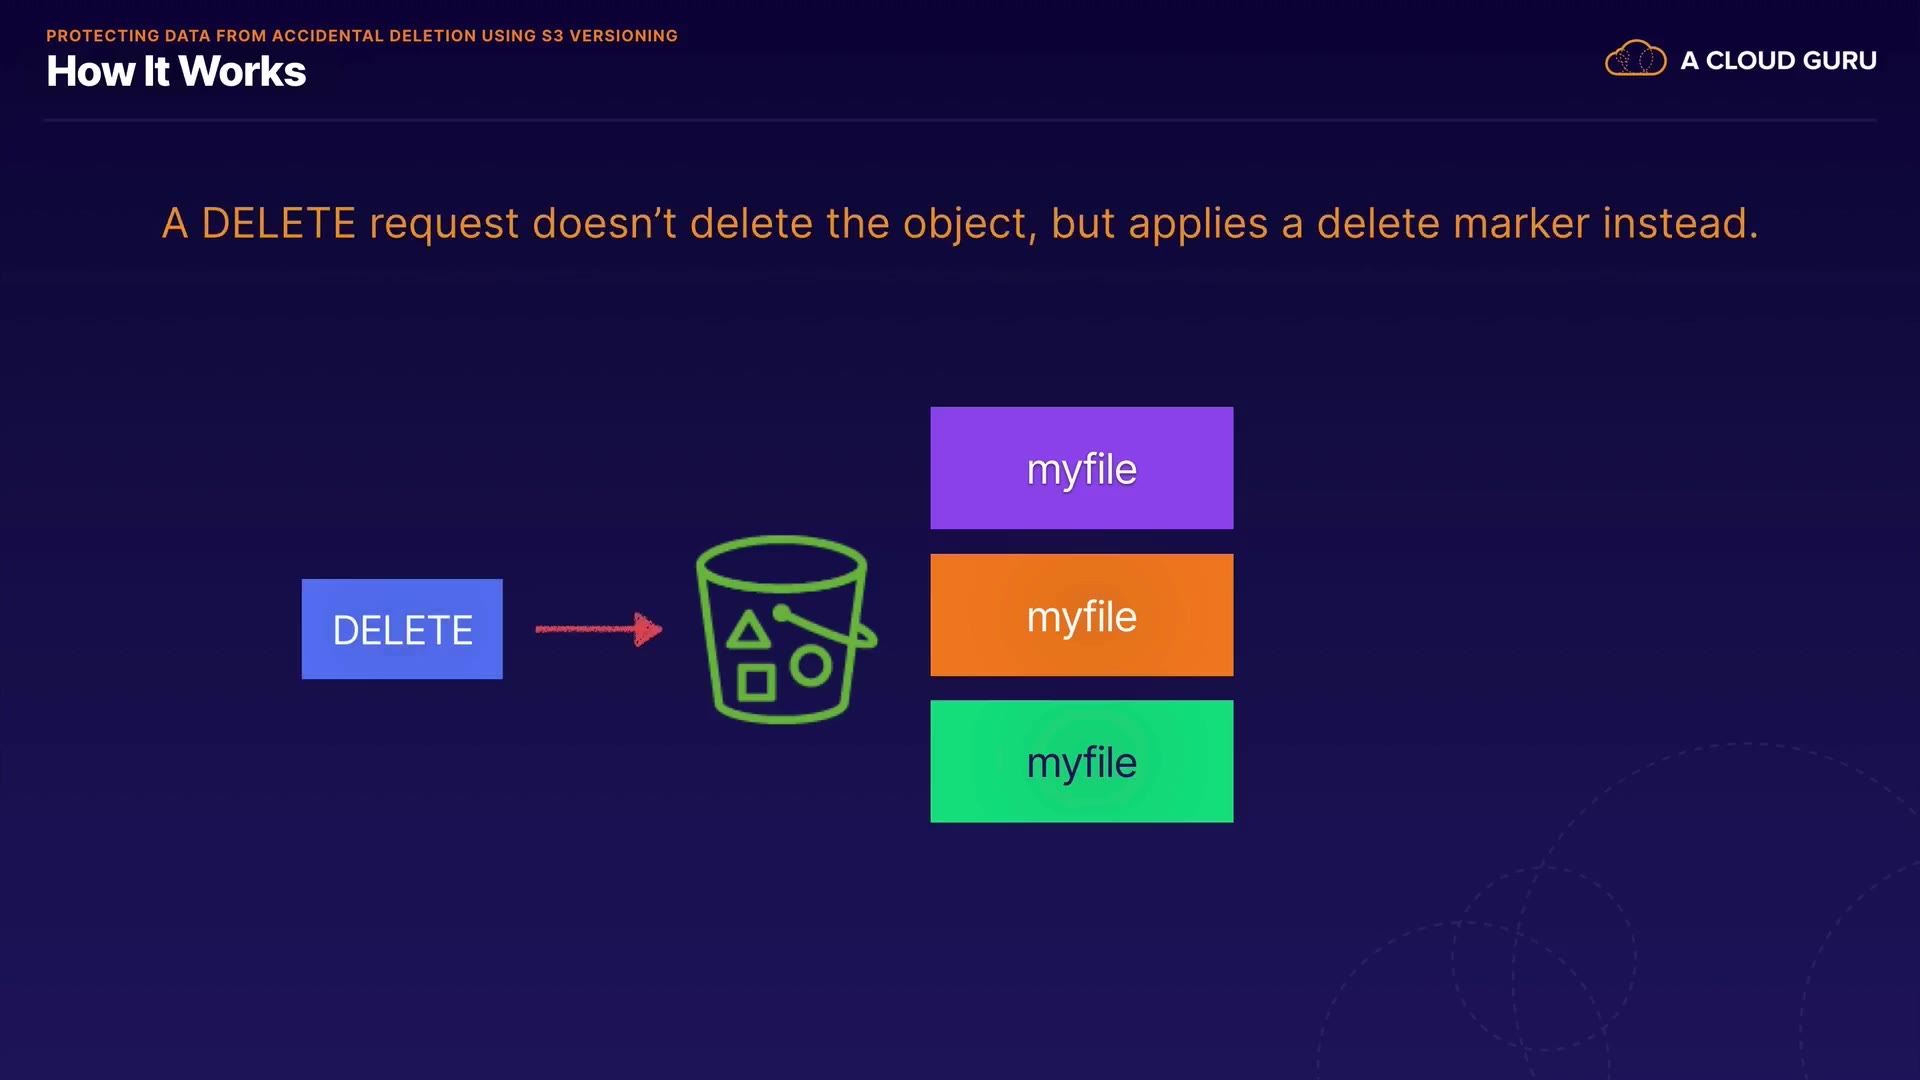 PROTECTING DATA FROM ACCIDENTAL DELETION USING S3 VERSIONING
How It Works
A CLOUD GURU
A DELETE request doesn’t delete the object, but applies a delete marker instead.
myfile
myfile
DELETE
myfile